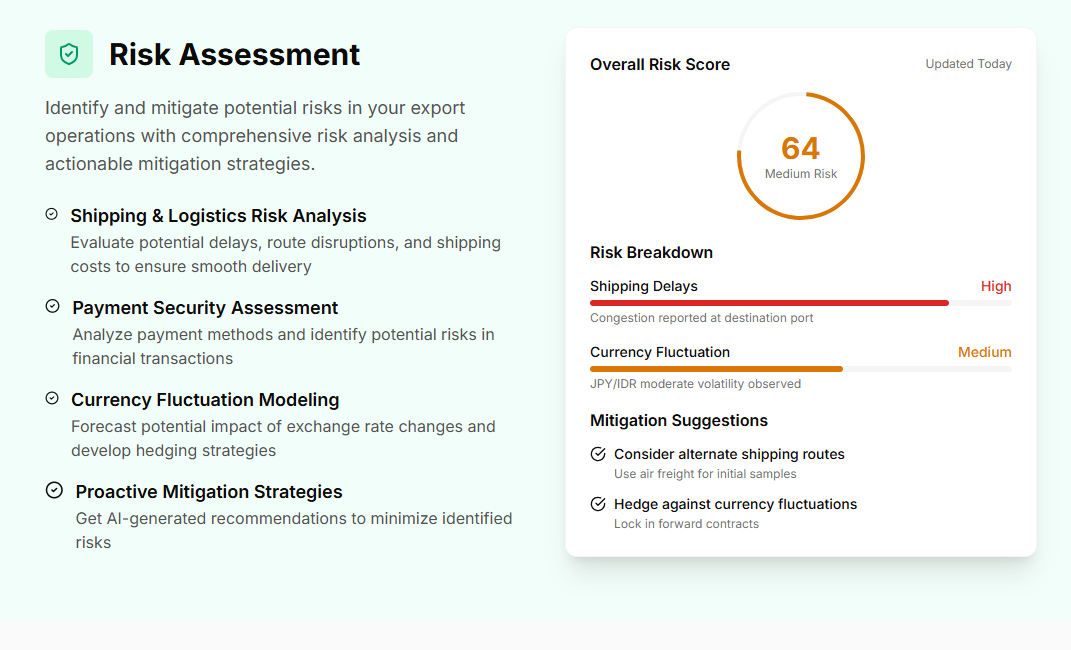 Risk Assessment
Identify and mitigate potential risks in your export
operations with comprehensive risk analysis and
actionable mitigation strategies.
Shipping & Logistics Risk Analysis
Evaluate potential delays, route disruptions, and shipping
costs to ensure smooth delivery
Payment Security Assessment
Analyze payment methods and identify potential risks in
financial transactions
Currency Fluctuation Modeling
Forecast potential impact of exchange rate changes and
develop hedging strategies
Proactive Mitigation Strategies
Get AI-generated recommendations to minimize identified
risks
Overall Risk Score
Updated Today
64
Medium Risk
Risk Breakdown
Shipping Delays
High
Congestion reported at destination port
Currency Fluctuation
Medium
JPY/IDR moderate volatility observed
Mitigation Suggestions
Consider alternate shipping routes
Use air freight for initial samples
Hedge against currency fluctuations
Lock in forward contracts